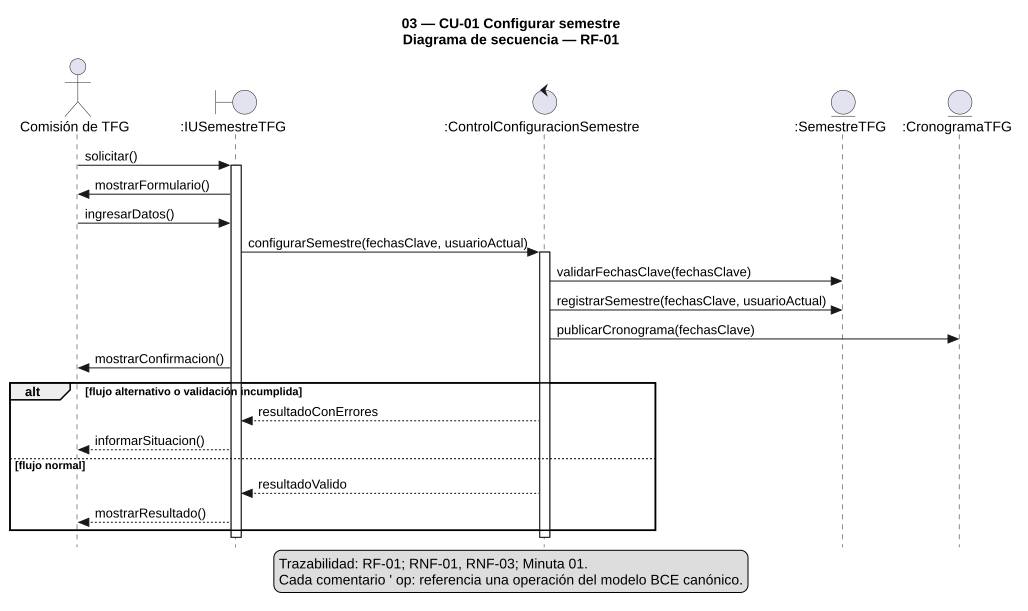 03 — CU-01 Configurar semestre
Diagrama de secuencia — RF-01
Comisión de TFG
:IUSemestreTFG
:ControlConfiguracionSemestre
:SemestreTFG
:CronogramaTFG
solicitar()
mostrarFormulario()
ingresarDatos()
configurarSemestre(fechasClave, usuarioActual)
validarFechasClave(fechasClave)
registrarSemestre(fechasClave, usuarioActual)
publicarCronograma(fechasClave)
mostrarConfirmacion()
alt
[flujo alternativo o validación incumplida]
resultadoConErrores
informarSituacion()
[flujo normal]
resultadoValido
mostrarResultado()
Trazabilidad: RF-01; RNF-01, RNF-03; Minuta 01.
Cada comentario ' op: referencia una operación del modelo BCE canónico.